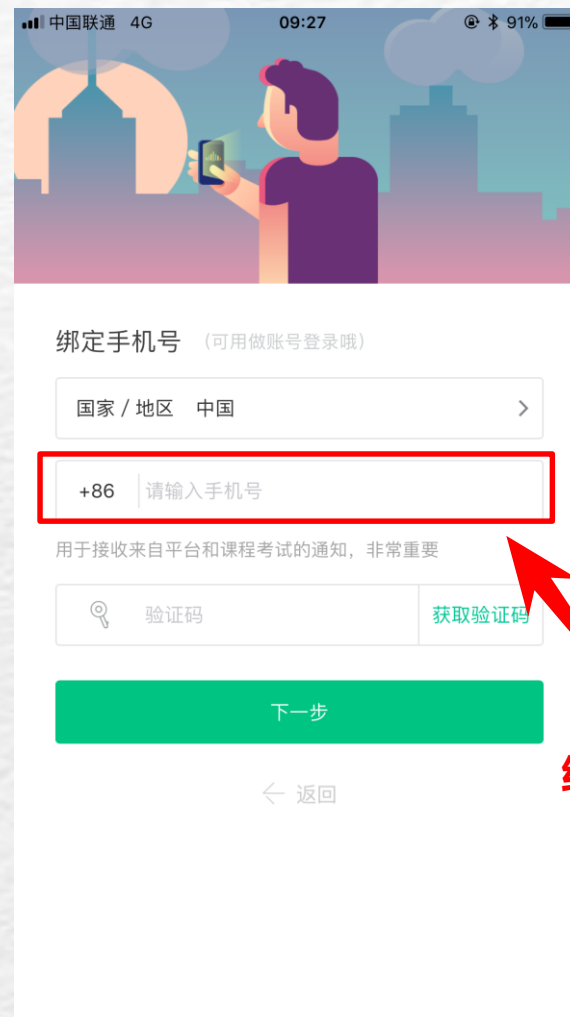 中国联通 4G 09:27 91%
绑定手机号 （可用做账号登录哦）
国家 / 地区 中国
+86 请输入手机号
用于接收来自平台和课程考试的通知，非常重要
验证码 获取验证码
下一步
返回